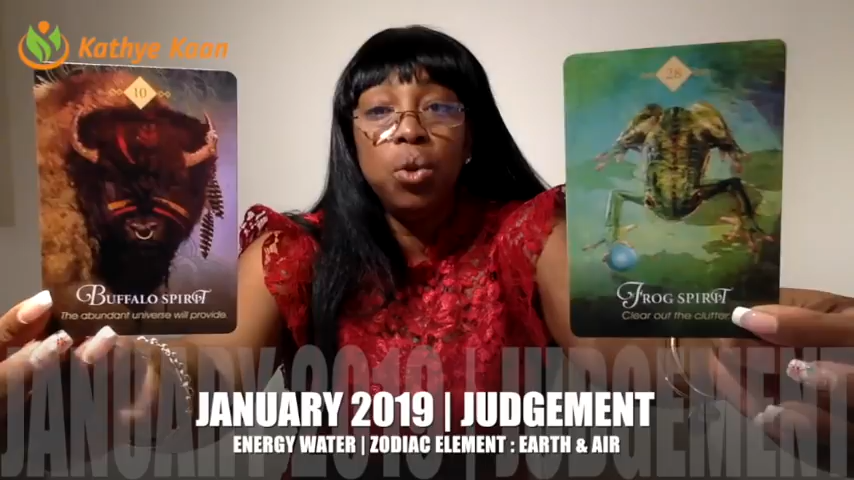 Kathye Kaan
10
BUFFALO SPIRIT
The abundant universe will provide.
28
FROG SPIRIT
Clear out the clutter.
JANUARY 2019 | JUDGEMENT
JANUARY 2019 | JUDGEMENT
ENERGY WATER | ZODIAC ELEMENT : EARTH & AIR